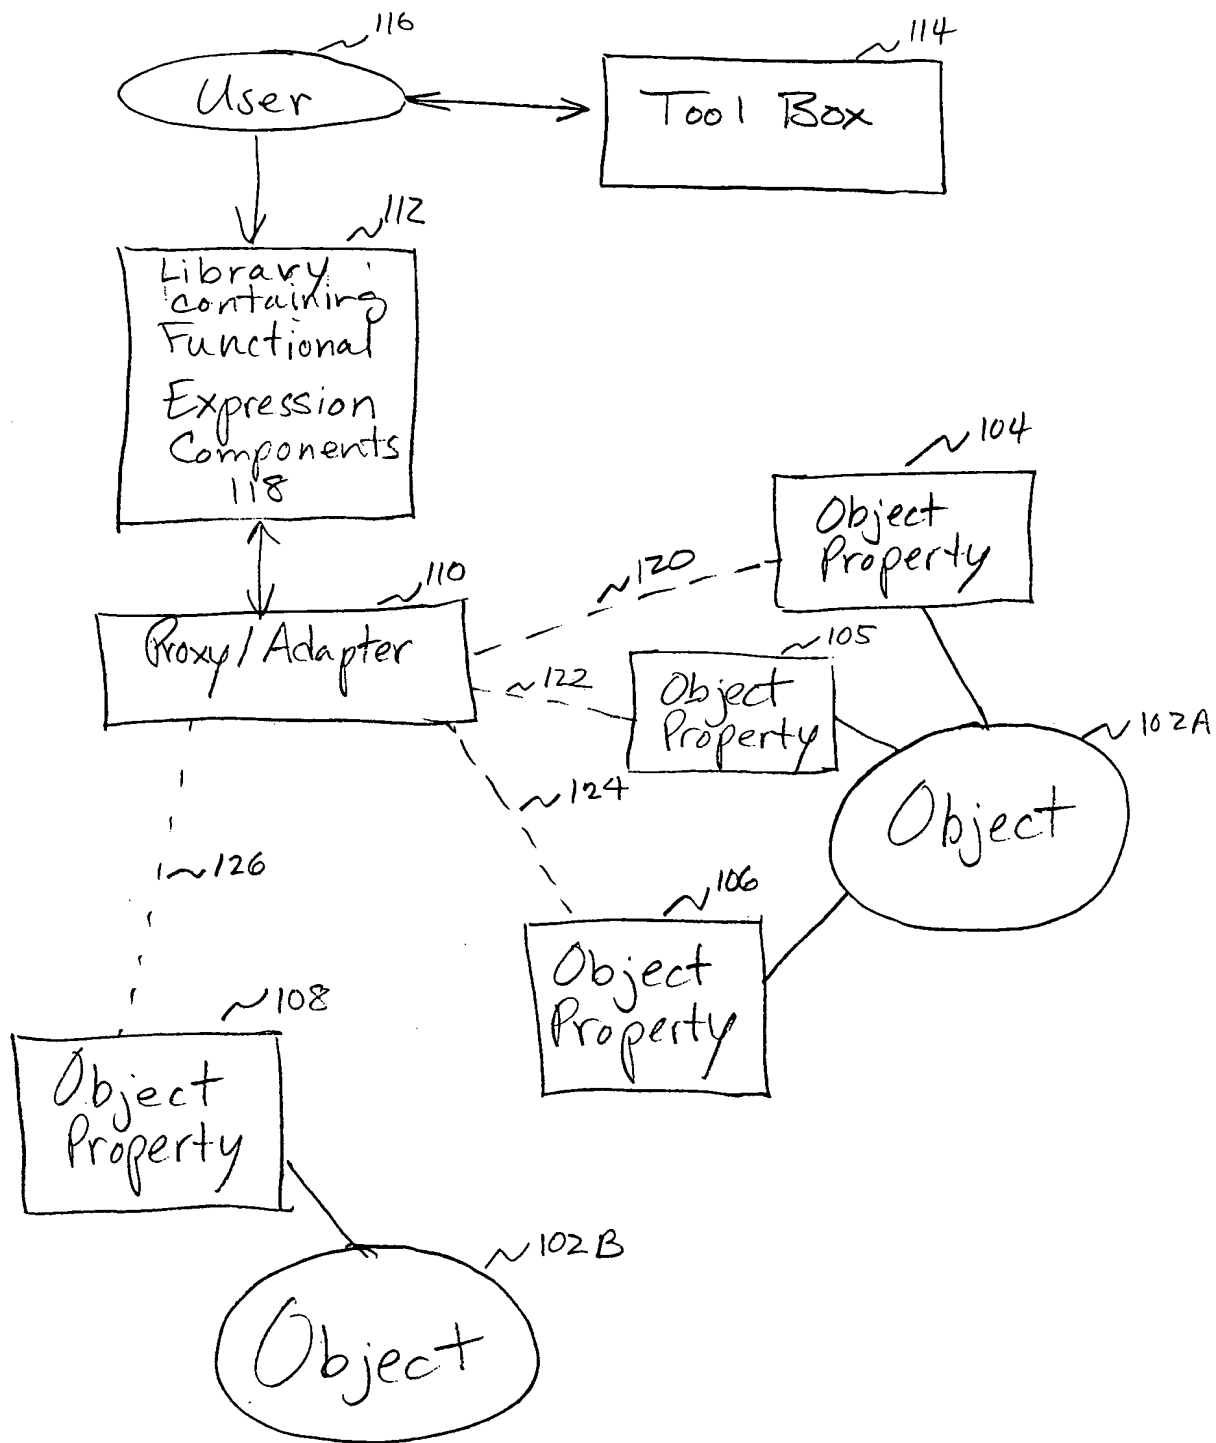 116
User
114
Tool Box
112
Library
containing
Functional
Expression
Components
118
110
Proxy/Adapter
120
104
Object
Property
122
105
Object
Property
102A
Object
124
106
Object
Property
126
108
Object
Property
102B
Object